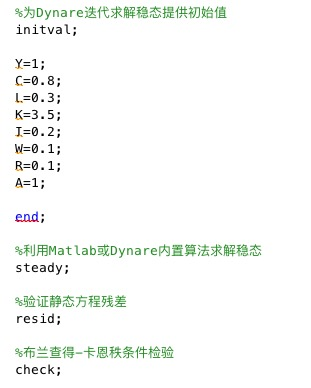 %为Dynare迭代求解稳态提供初始值
initval;
Y=1;
C=0.8;
L=0.3;
K=3.5;
I=0.2;
W=0.1;
R=0.1;
A=1;
end;
%利用Matlab或Dynare内置算法求解稳态
steady;
%验证静态方程残差
resid;
%布兰查得-卡恩秩条件检验
check;